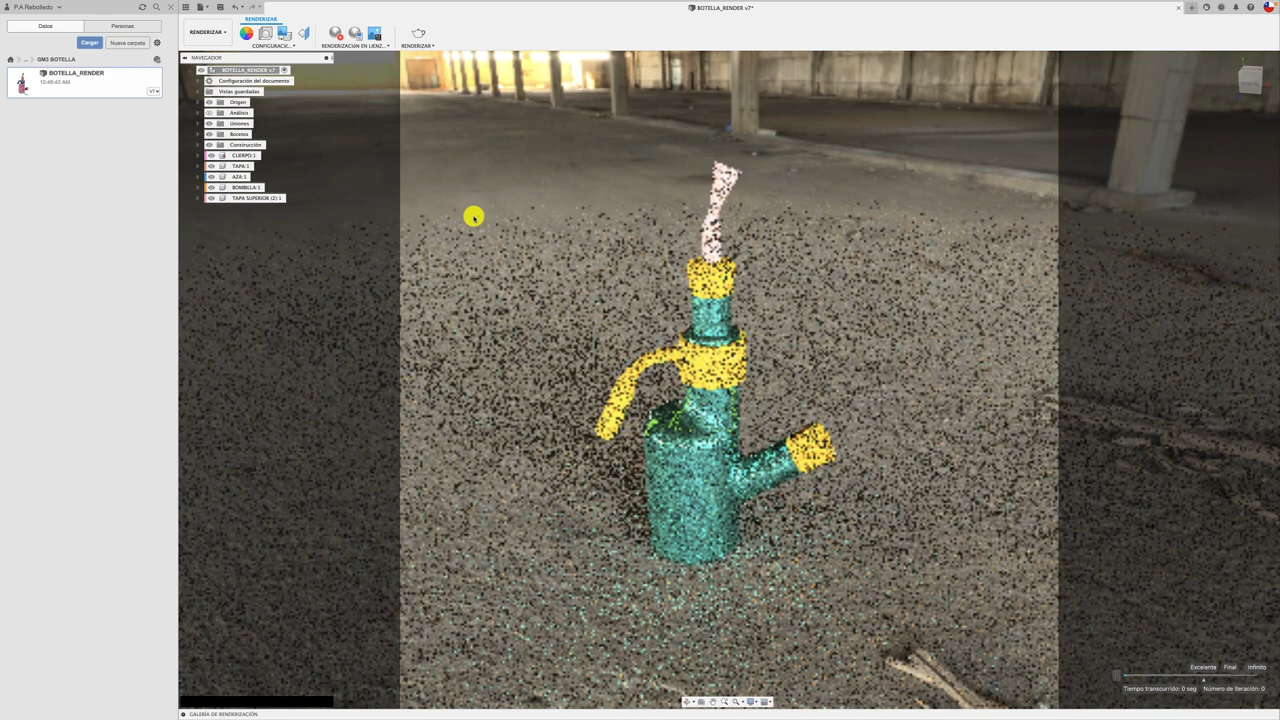 P.A Rebolledo
BOTELLA_RENDER v7*
Datos
Personas
Cargar
Nueva carpeta
... GM3 BOTELLA
BOTELLA_RENDER
10:48:43 AM
V7
RENDERIZAR
RENDERIZAR
CONFIGURACI...
RENDERIZACIÓN EN LIENZ...
RENDERIZAR
NAVEGADOR
BOTELLA_RENDER v7
Configuración del documento
Vistas guardadas
Origen
Análisis
Uniones
Bocetos
Construcción
CUERPO:1
TAPA:1
AZA:1
BOMBILLA:1
TAPA SUPERIOR (2):1
Excelente
Final
Infinito
Tiempo transcurrido: 0 seg
Número de iteración: 0
GALERÍA DE RENDERIZACIÓN